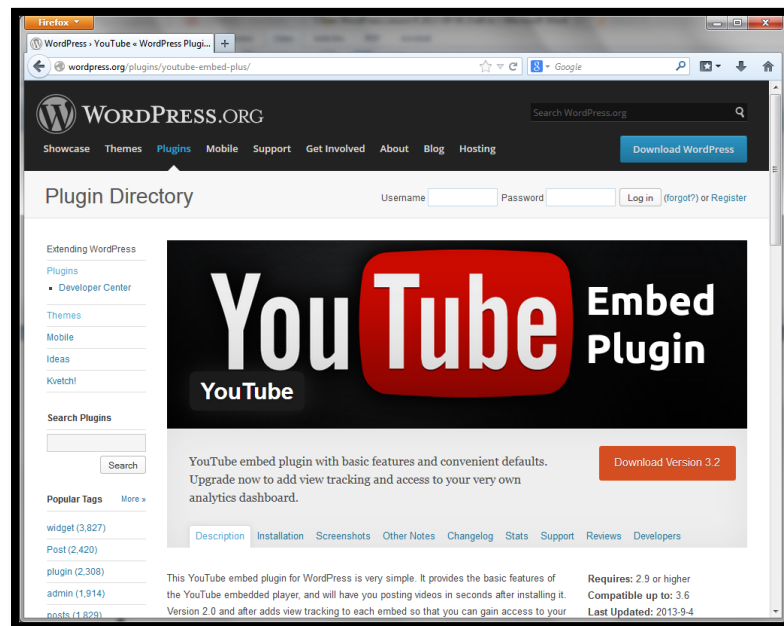 Firefox
WordPress › YouTube « WordPress Plugi...
wordpress.org/plugins/youtube-embed-plus/
Google
WORDPRESS.ORG
Search WordPress.org
Showcase Themes Plugins Mobile Support Get Involved About Blog Hosting
Download WordPress
Plugin Directory
Username Password Log in (forgot?) or Register
Extending WordPress
Plugins
Developer Center
Themes
Mobile
Ideas
Kvetch!
Search Plugins
Search
Popular Tags More »
widget (3,827)
Post (2,420)
plugin (2,308)
admin (1,914)
posts (1,829)
YouTube Embed Plugin
YouTube
YouTube embed plugin with basic features and convenient defaults.
Upgrade now to add view tracking and access to your very own
analytics dashboard.
Download Version 3.2
Description Installation Screenshots Other Notes Changelog Stats Support Reviews Developers
This YouTube embed plugin for WordPress is very simple. It provides the basic features of
the YouTube embedded player, and will have you posting videos in seconds after installing it.
Version 2.0 and after adds view tracking to each embed so that you can gain access to your
Requires: 2.9 or higher
Compatible up to: 3.6
Last Updated: 2013-9-4